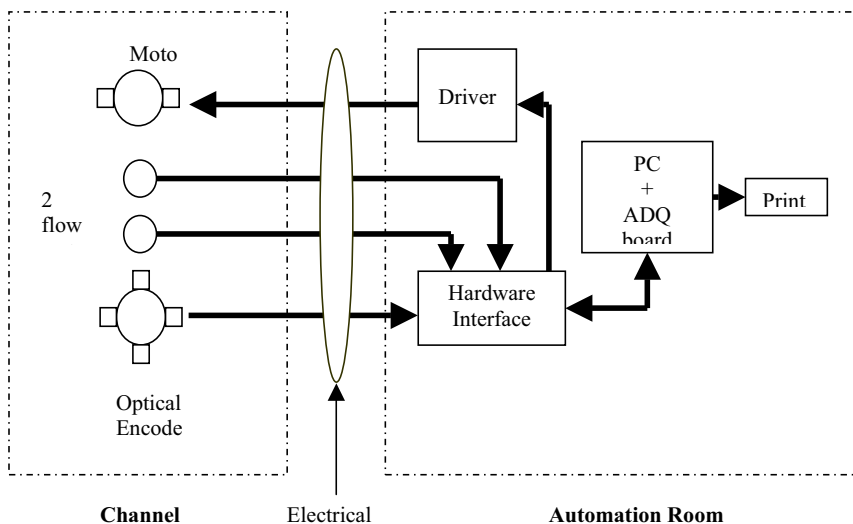 Moto
Driver
PC
+
ADQ
board
Print
2
flow
Hardware
Interface
Optical
Encode
Channel
Electrical
Automation Room